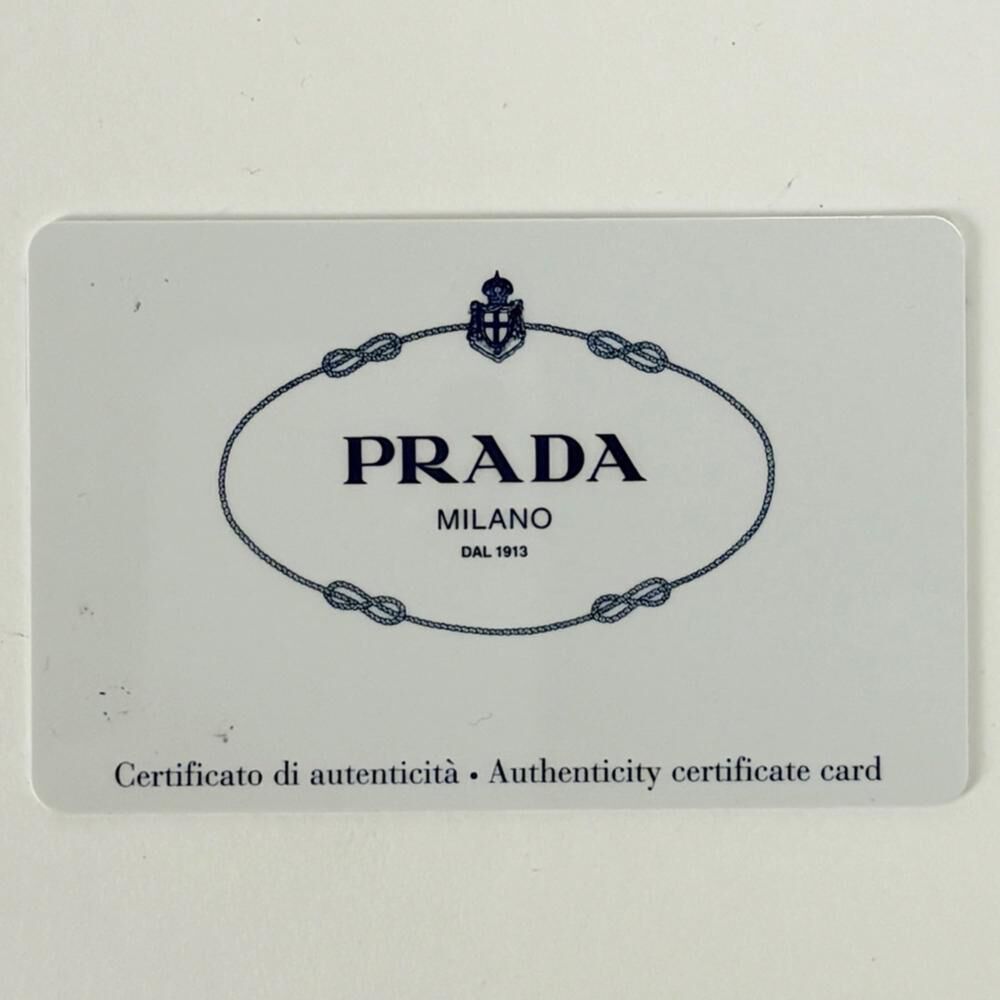 PRADA
MILANO
DAL 1913
Certificato di autenticità • Authenticity certificate card